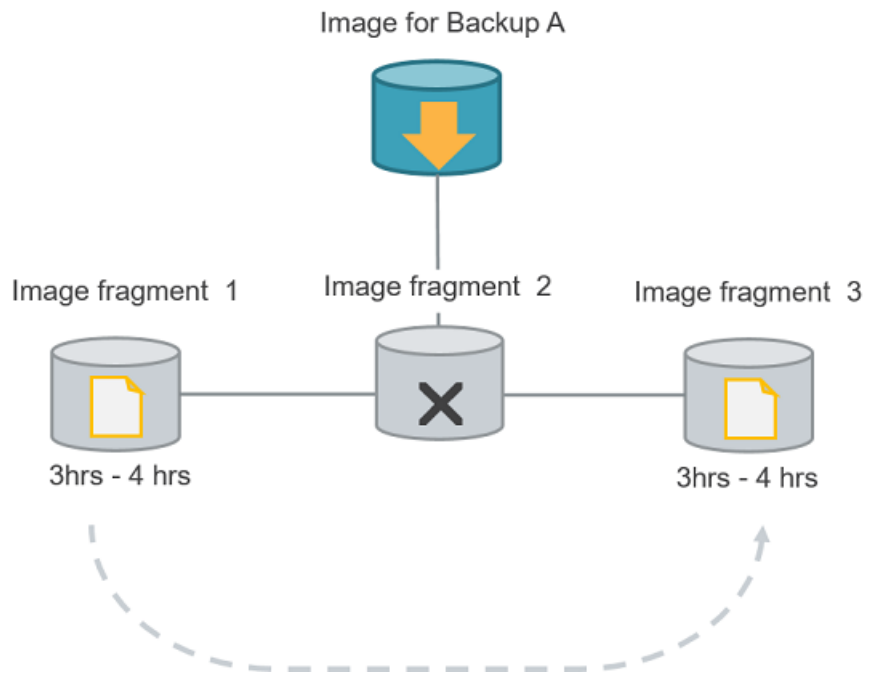 Image for Backup A
Image fragment 1
Image fragment 2
Image fragment 3
3hrs - 4 hrs
3hrs - 4 hrs